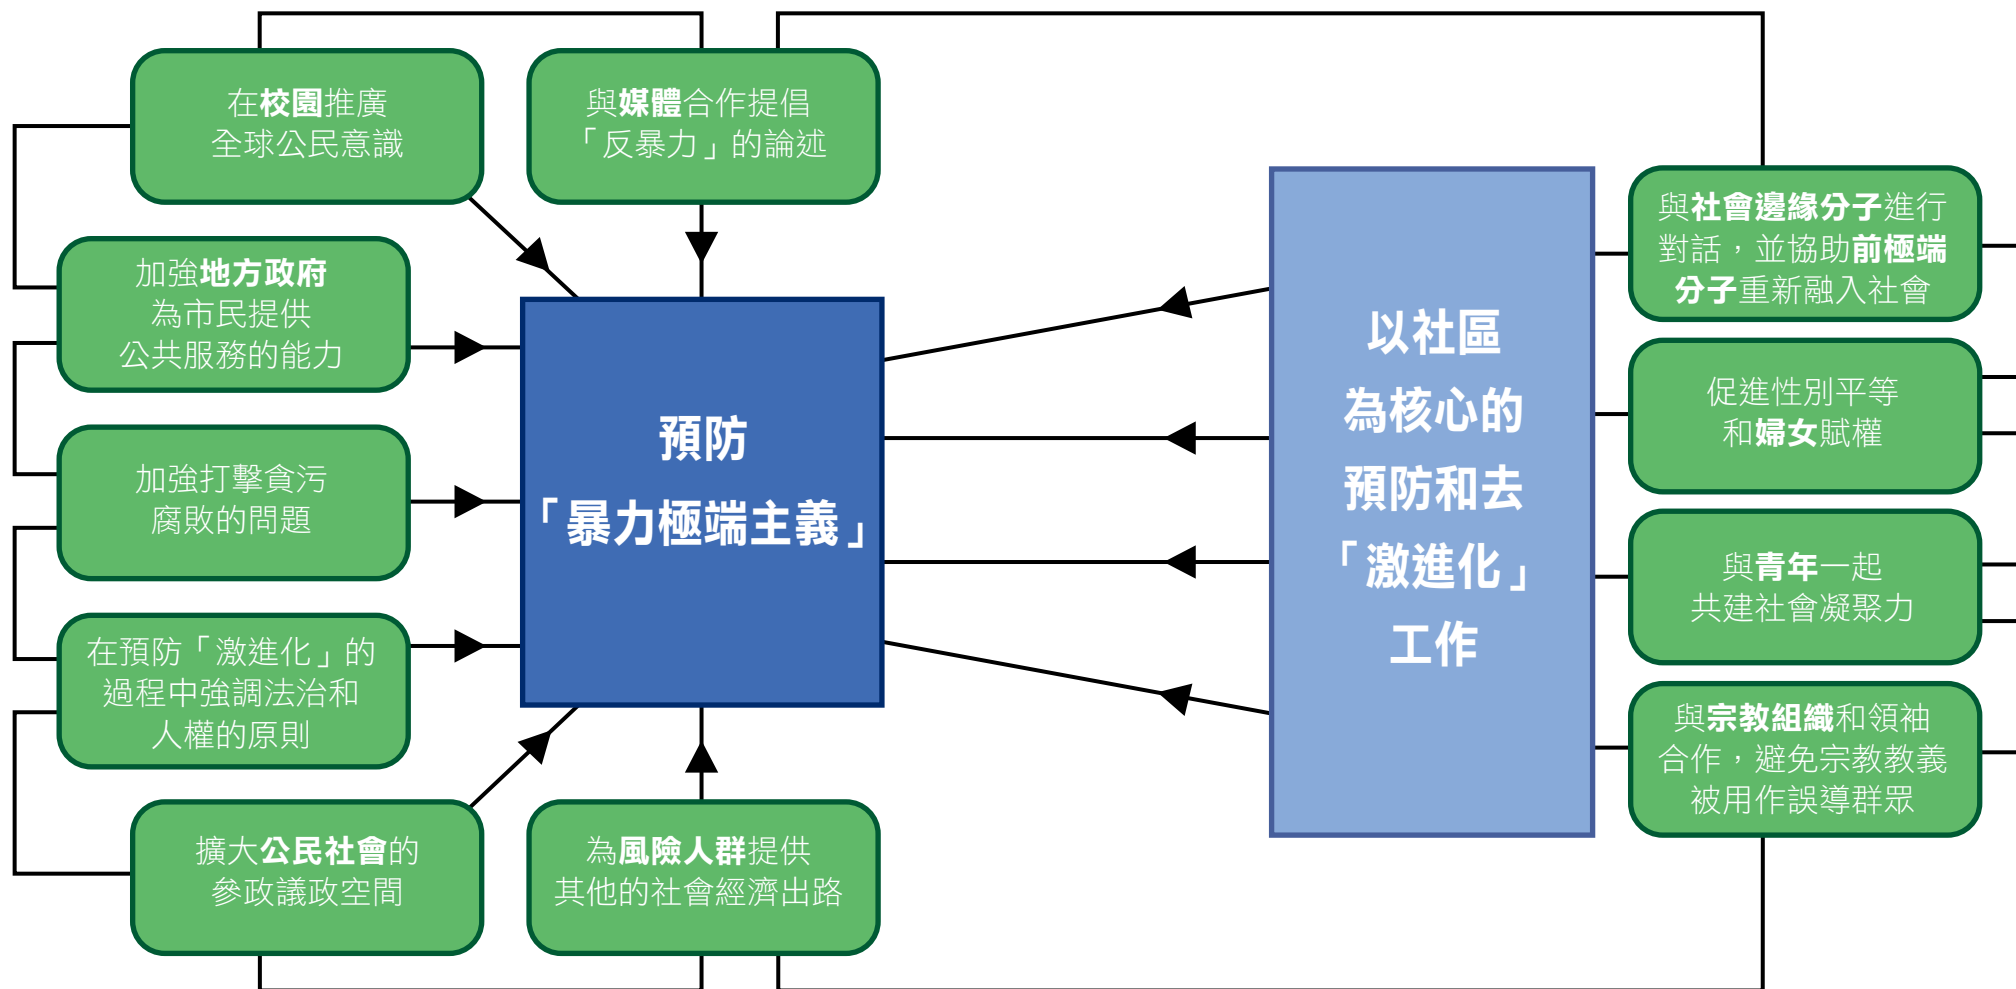 在校園推廣
全球公民意識
與媒體合作提倡
「反暴力」的論述
加強地方政府
為市民提供
公共服務的能力
加強打擊貪污
腐敗的問題
在預防「激進化」的
過程中強調法治和
人權的原則
擴大公民社會的
參政議政空間
為風險人群提供
其他的社會經濟出路
預防
「暴力極端主義」
以社區
為核心的
預防和去
「激進化」
工作
與社會邊緣分子進行
對話，並協助前極端
分子重新融入社會
促進性別平等
和婦女賦權
與青年一起
共建社會凝聚力
與宗教組織和領袖
合作，避免宗教教義
被用作誤導群眾